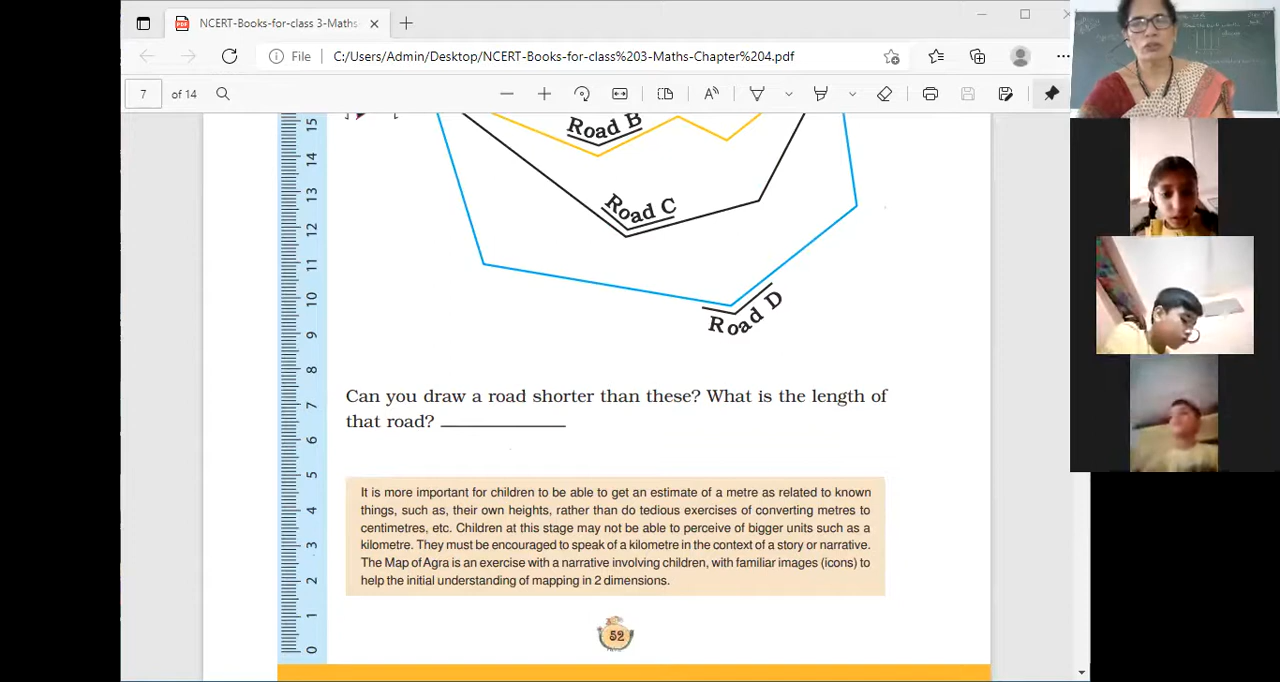 NCERT-Books-for-class 3-Maths-
File C:/Users/Admin/Desktop/NCERT-Books-for-class%203-Maths-Chapter%204.pdf
7 of 14
Road B
Road C
Road D
15
14
13
12
11
10
9
8
7
6
5
4
3
2
1
0
Can you draw a road shorter than these? What is the length of
that road? ____________
It is more important for children to be able to get an estimate of a metre as related to known
things, such as, their own heights, rather than do tedious exercises of converting metres to
centimetres, etc. Children at this stage may not be able to perceive of bigger units such as a
kilometre. They must be encouraged to speak of a kilometre in the context of a story or narrative.
The Map of Agra is an exercise with a narrative involving children, with familiar images (icons) to
help the initial understanding of mapping in 2 dimensions.
52